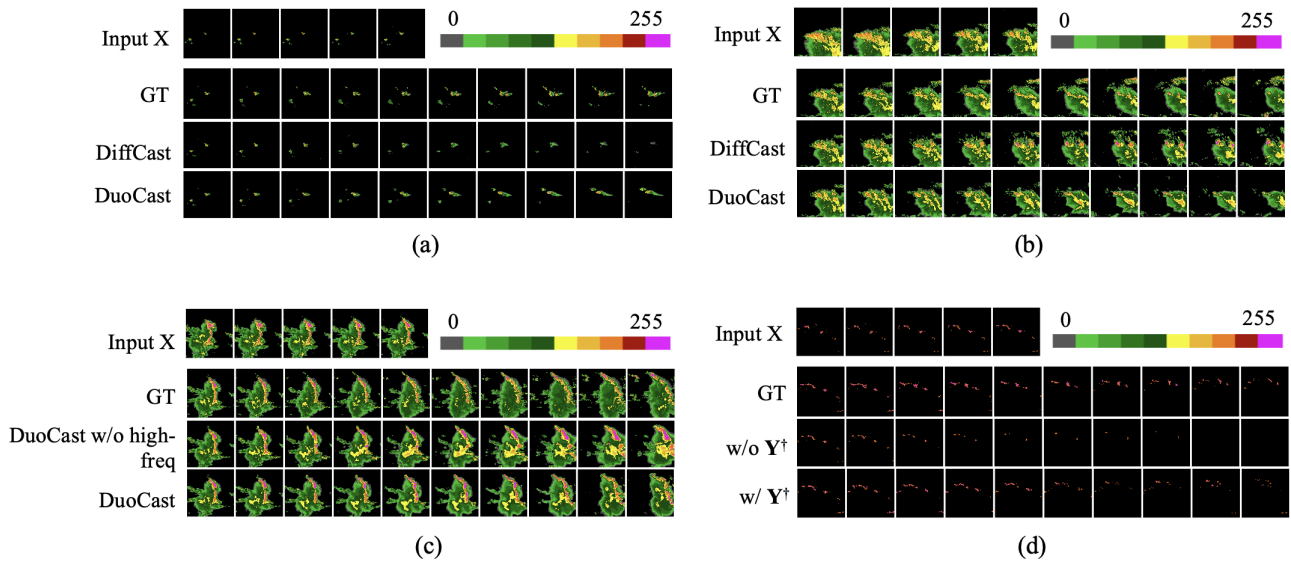 0 255
Input X
GT
DiffCast
DuoCast
(a)
0 255
Input X
GT
DiffCast
DuoCast
(b)
0 255
Input X
GT
DuoCast w/o high-
freq
DuoCast
(c)
0 255
Input X
GT
w/o Y†
w/ Y†
(d)